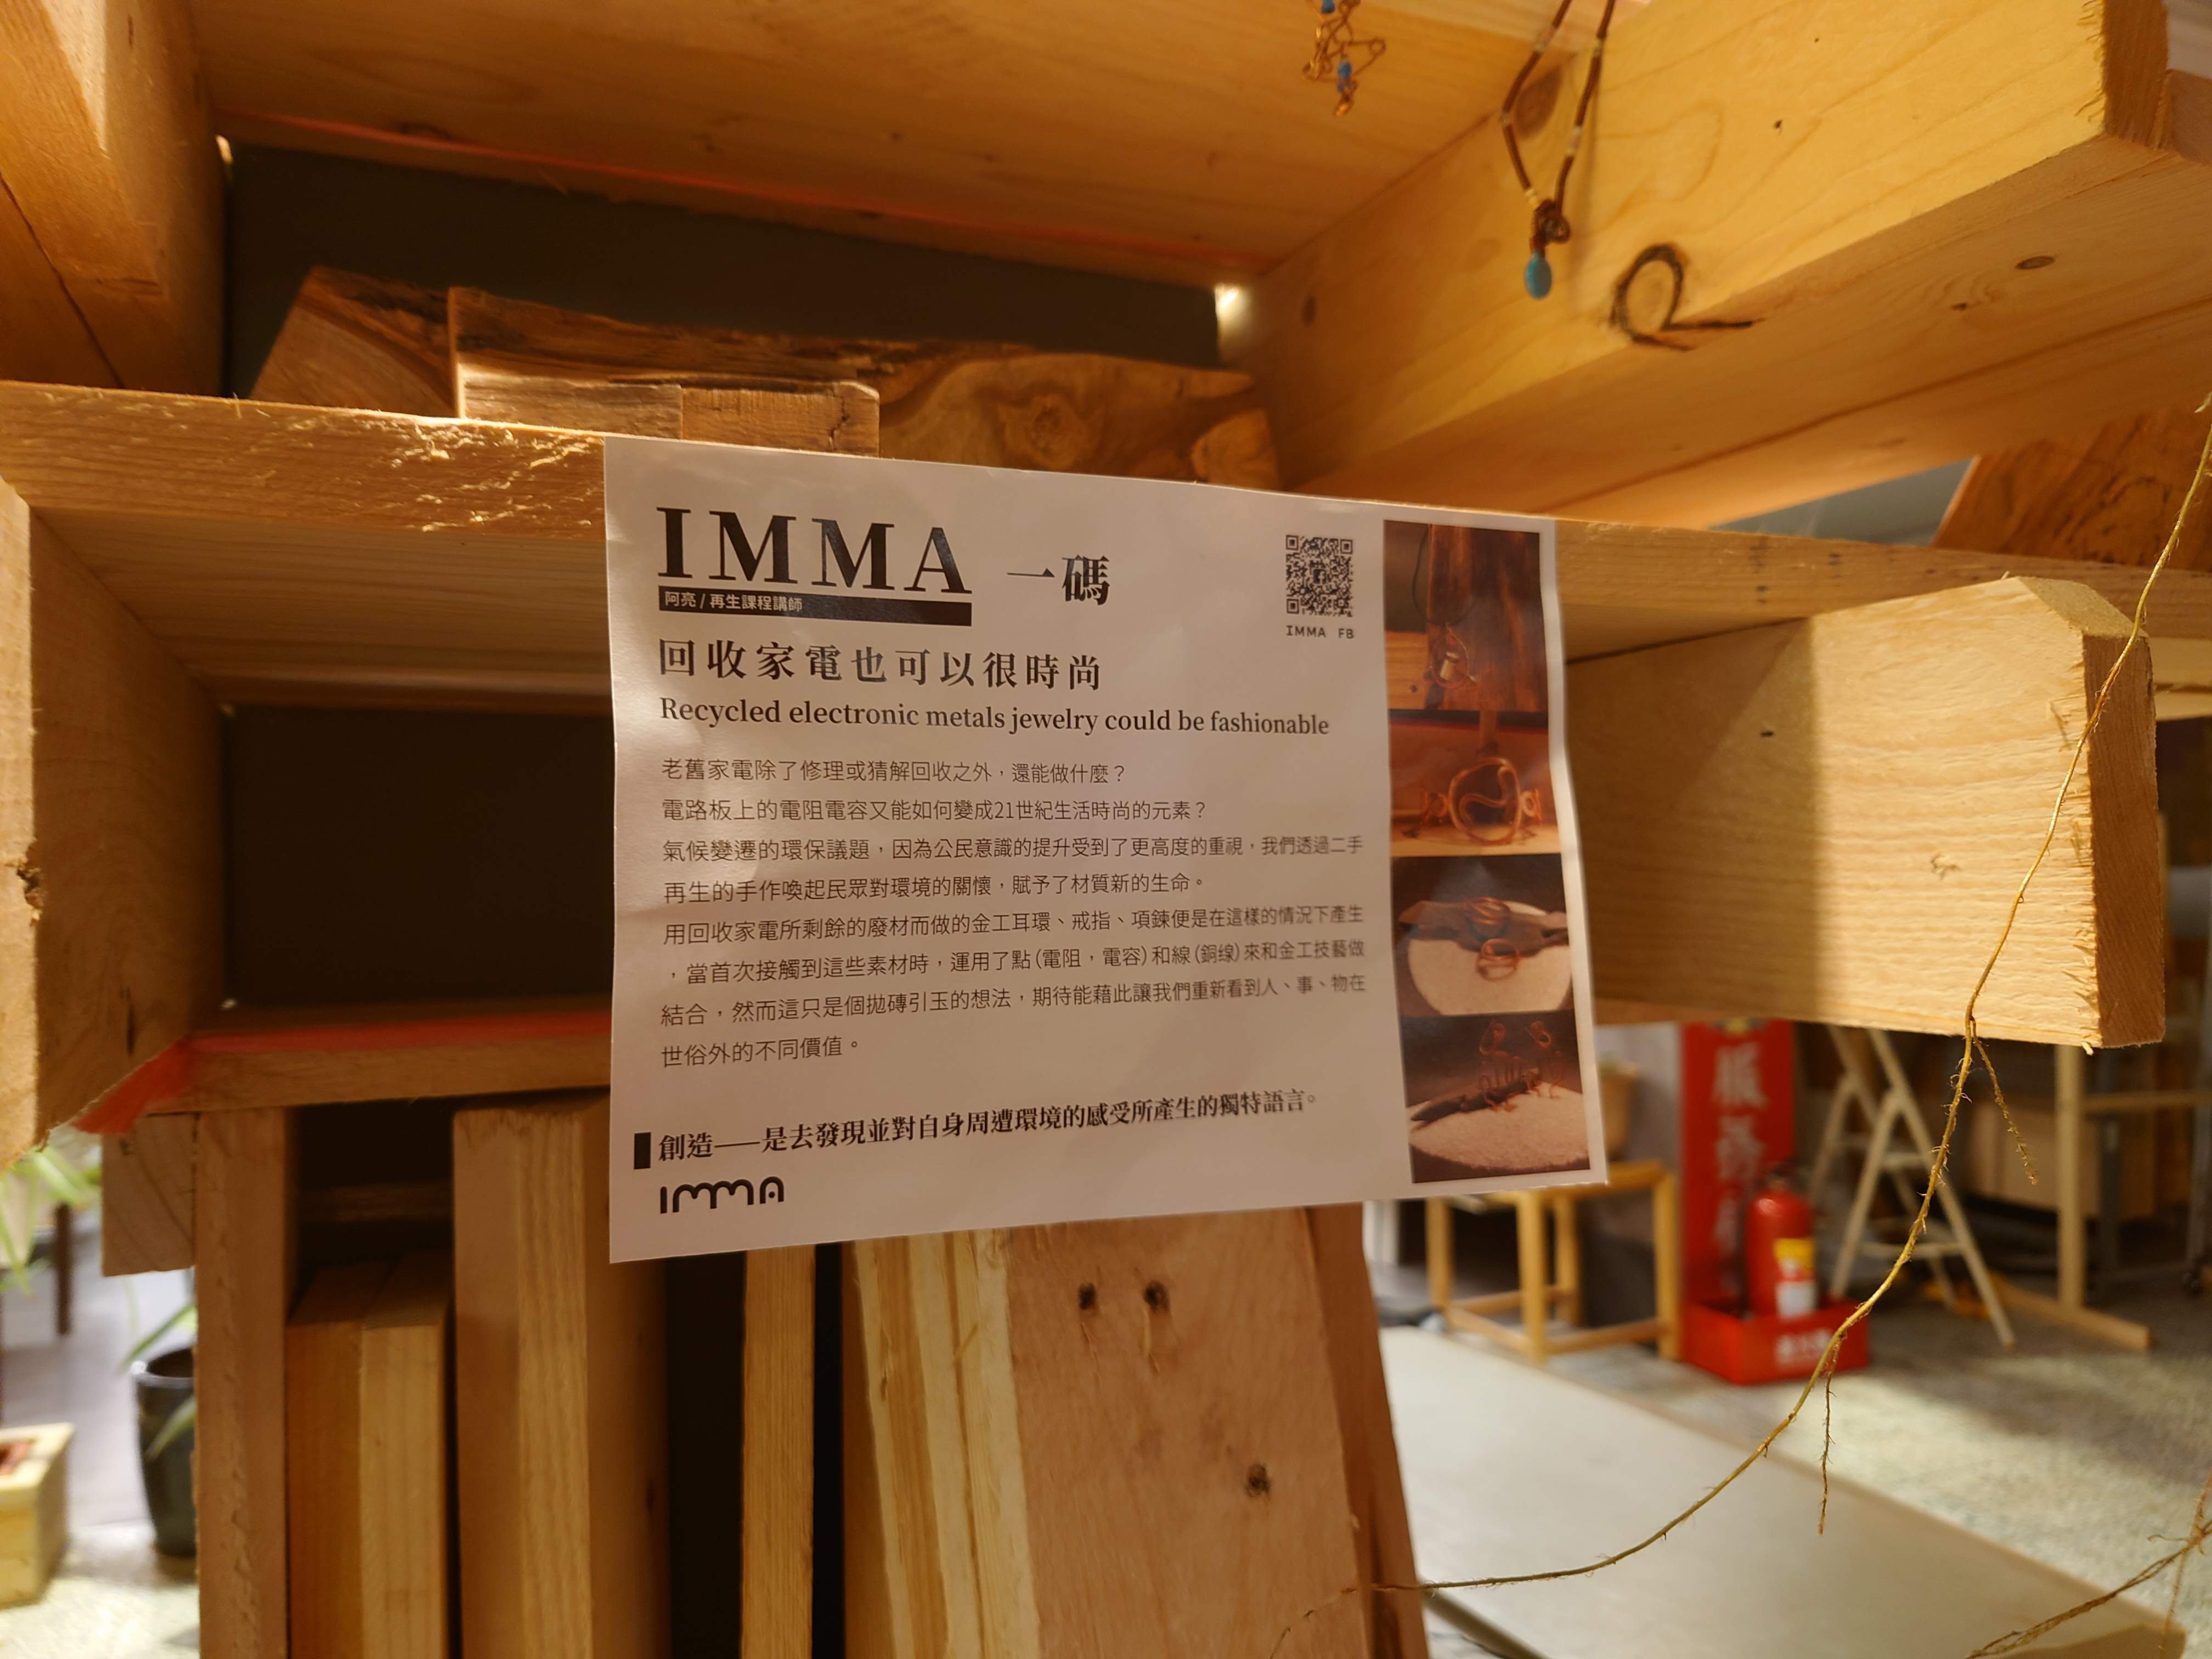 IMMA 一碼
阿亮 / 再生課程講師
IMMA FB
回收家電也可以很時尚
Recycled electronic metals jewelry could be fashionable
老舊家電除了修理或猜解回收之外，還能做什麼？
電路板上的電阻電容又能如何變成21世紀生活時尚的元素？
氣候變遷的環保議題，因為公民意識的提升受到了更高度的重視，我們透過二手
再生的手作喚起民眾對環境的關懷，賦予了材質新的生命。
用回收家電所剩餘的廢材而做的金工耳環、戒指、項鍊便是在這樣的情況下產生
，當首次接觸到這些素材時，運用了點(電阻，電容)和線(銅線)來和金工技藝做
結合，然而這只是個拋磚引玉的想法，期待能藉此讓我們重新看到人、事、物在
世俗外的不同價值。
創造——是去發現並對自身周遭環境的感受所產生的獨特語言。
IMMA